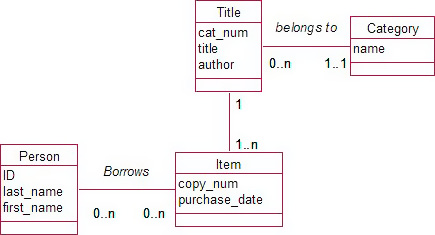 Title
cat_num
title
author
belongs to
0..n
1..1
Category
name
1
1..n
Person
ID
last_name
first_name
Borrows
0..n
0..n
Item
copy_num
purchase_date